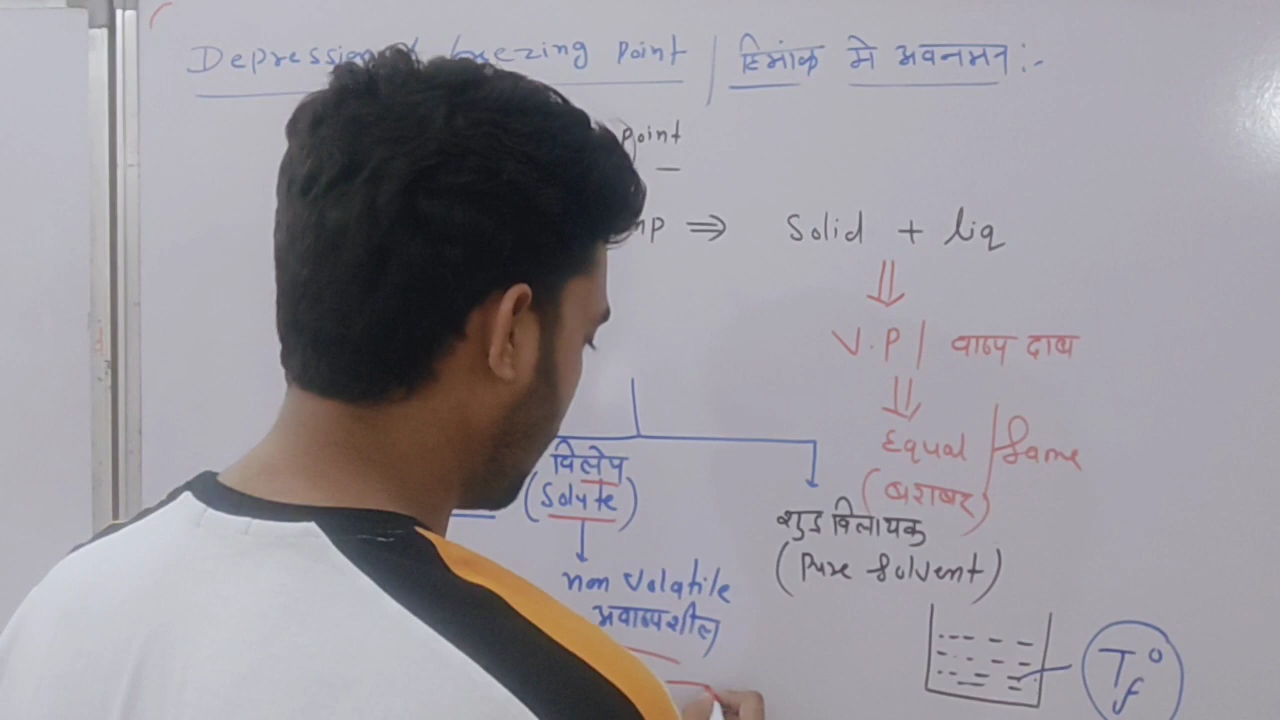 Depression freezing Point / हिमांक मे अवनमन :-
point
mp ⇒ Solid + liq
V.P / वाष्प दाब
Equal / Same
(बराबर)
विलेय
(Solute)
शुद्ध विलायक
(Pure Solvent)
non Volatile
अवाष्पशील
Tf°